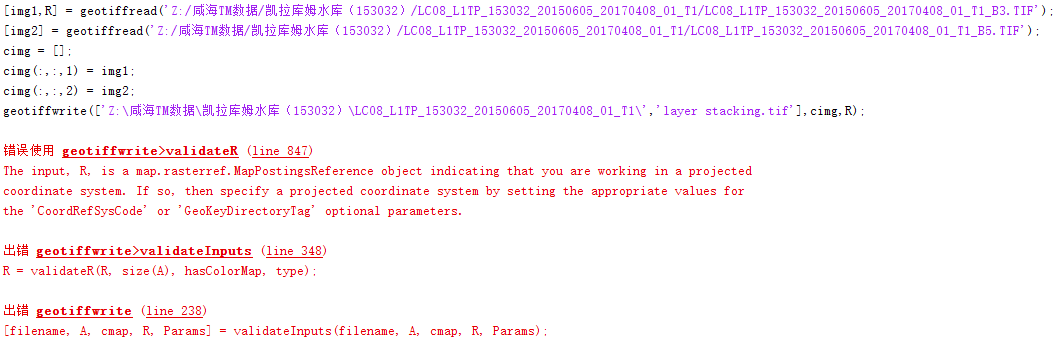 [img1,R] = geotiffread('Z:/咸海TM数据/凯拉库姆水库（153032）/LC08_L1TP_153032_20150605_20170408_01_T1/LC08_L1TP_153032_20150605_20170408_01_T1_B3.TIF');
[img2] = geotiffread('Z:/咸海TM数据/凯拉库姆水库（153032）/LC08_L1TP_153032_20150605_20170408_01_T1/LC08_L1TP_153032_20150605_20170408_01_T1_B5.TIF');
cimg = [];
cimg(:,:,1) = img1;
cimg(:,:,2) = img2;
geotiffwrite(['Z:\咸海TM数据\凯拉库姆水库（153032）\LC08_L1TP_153032_20150605_20170408_01_T1\','layer stacking.tif'],cimg,R);
错误使用 geotiffwrite>validateR (line 847)
The input, R, is a map.rasterref.MapPostingsReference object indicating that you are working in a projected
coordinate system. If so, then specify a projected coordinate system by setting the appropriate values for
the 'CoordRefSysCode' or 'GeoKeyDirectoryTag' optional parameters.
出错 geotiffwrite>validateInputs (line 348)
R = validateR(R, size(A), hasColorMap, type);
出错 geotiffwrite (line 238)
[filename, A, cmap, R, Params] = validateInputs(filename, A, cmap, R, Params);